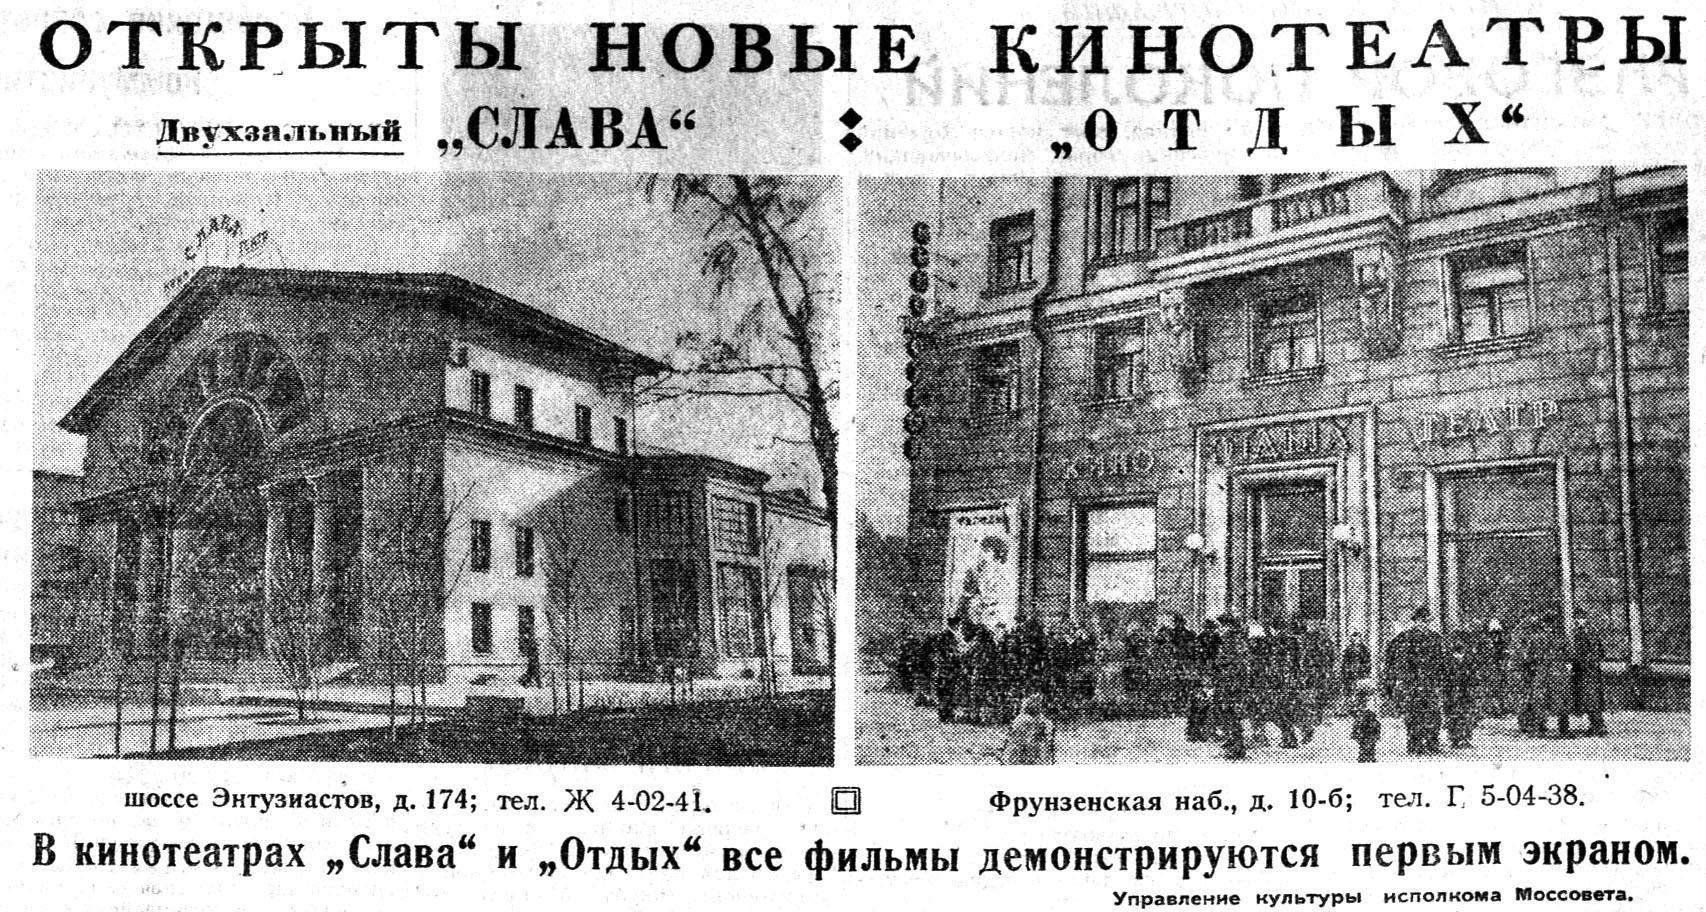 ОТКРЫТЫ НОВЫЕ КИНОТЕАТРЫ
Двухзальный „СЛАВА“ „ОТДЫХ“
СЛАВА
КИНО ОТДЫХ ТЕАТР
шоссе Энтузиастов, д. 174; тел. Ж 4-02-41. Фрунзенская наб., д. 10-б; тел. Г 5-04-38.
В кинотеатрах „Слава“ и „Отдых“ все фильмы демонстрируются первым экраном.
Управление культуры исполкома Моссовета.